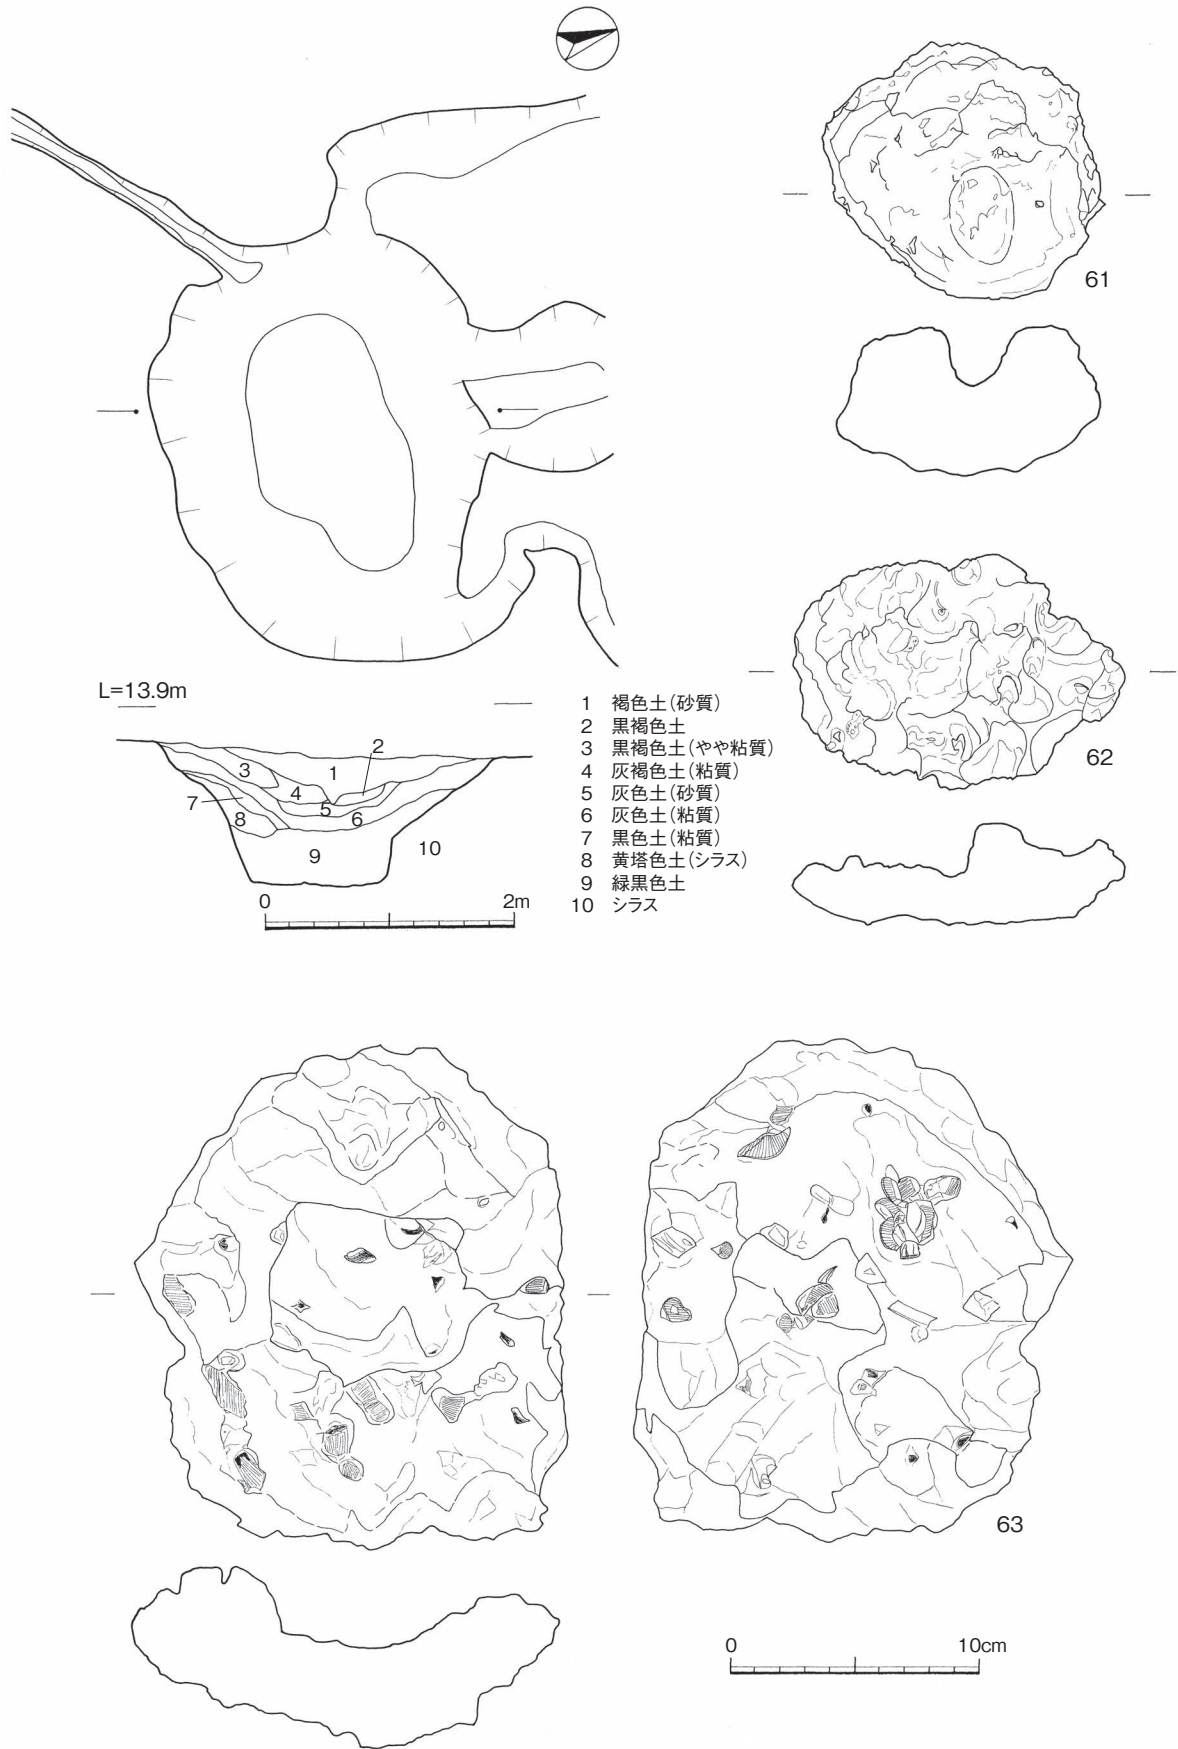 61
L=13.9m
1 褐色土(砂質)
2 黒褐色土
3 黒褐色土(やや粘質)
4 灰褐色土(粘質)
5 灰色土(砂質)
6 灰色土(粘質)
7 黒色土(粘質)
8 黄塔色土(シラス)
9 緑黒色土
10 シラス
2
3
1
4
7
5
6
8
9
10
0 2m
62
63
0 10cm